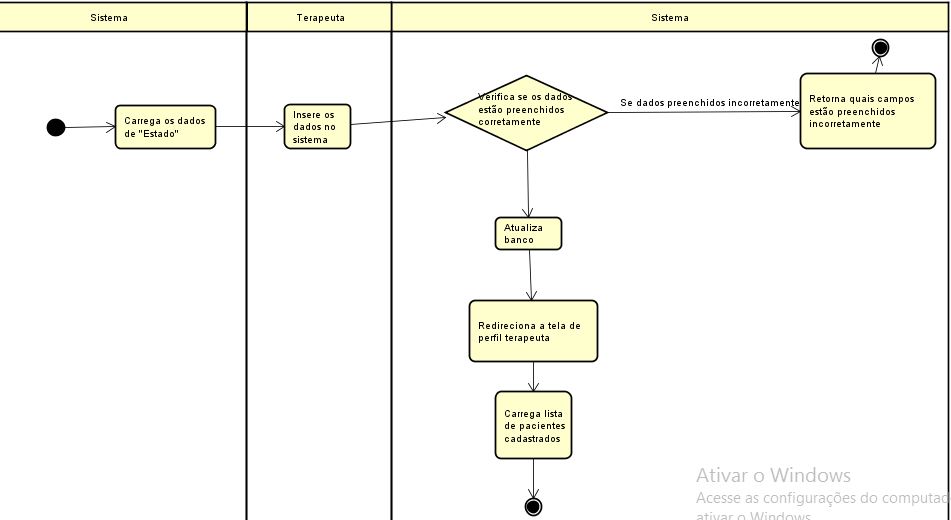 Sistema
Terapeuta
Sistema
Carrega os dados
de "Estado"
Insere os
dados no
sistema
Verifica se os dados
estão preenchidos
corretamente
Se dados preenchidos incorretamente
Retorna quais campos
estão preenchidos
incorretamente
Atualiza
banco
Redireciona a tela de
perfil terapeuta
Carrega lista
de pacientes
cadastrados
Ativar o Windows
Acesse as configurações do computad
ativar o Windows